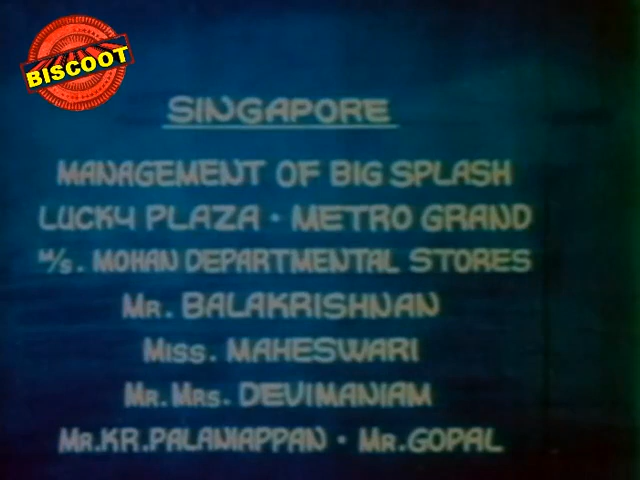 BISCOOT
SINGAPORE
MANAGEMENT OF BIG SPLASH
LUCKY PLAZA · METRO GRAND
M/S. MOHAN DEPARTMENTAL STORES
MR. BALAKRISHNAN
MISS. MAHESWARI
MR. MRS. DEVIMANIAM
MR.KR.PALANIAPPAN · MR.GOPAL